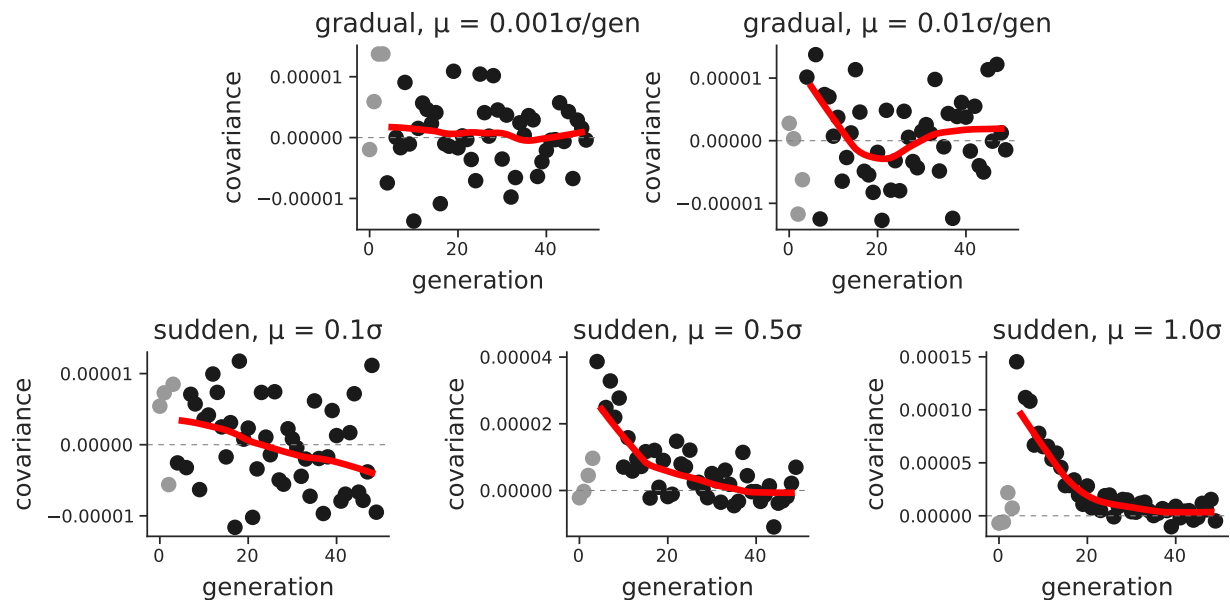 gradual, μ = 0.001σ/gen
covariance
0.00001
0.00000
−0.00001
0
20
40
generation
gradual, μ = 0.01σ/gen
covariance
0.00001
0.00000
−0.00001
0
20
40
generation
sudden, μ = 0.1σ
covariance
0.00001
0.00000
−0.00001
0
20
40
generation
sudden, μ = 0.5σ
covariance
0.00004
0.00002
0.00000
0
20
40
generation
sudden, μ = 1.0σ
covariance
0.00015
0.00010
0.00005
0.00000
0
20
40
generation